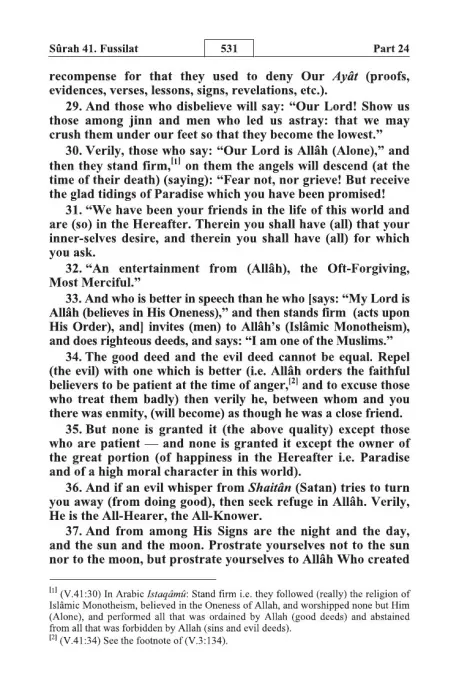 Sûrah 41. Fussilat 531 Part 24
recompense for that they used to deny Our Ayât (proofs,
evidences, verses, lessons, signs, revelations, etc.).
29. And those who disbelieve will say: “Our Lord! Show us
those among jinn and men who led us astray: that we may
crush them under our feet so that they become the lowest.”
30. Verily, those who say: “Our Lord is Allâh (Alone),” and
then they stand firm,[1] on them the angels will descend (at the
time of their death) (saying): “Fear not, nor grieve! But receive
the glad tidings of Paradise which you have been promised!
31. “We have been your friends in the life of this world and
are (so) in the Hereafter. Therein you shall have (all) that your
inner-selves desire, and therein you shall have (all) for which
you ask.
32. “An entertainment from (Allâh), the Oft-Forgiving,
Most Merciful.”
33. And who is better in speech than he who [says: “My Lord is
Allâh (believes in His Oneness),” and then stands firm (acts upon
His Order), and] invites (men) to Allâh’s (Islâmic Monotheism),
and does righteous deeds, and says: “I am one of the Muslims.”
34. The good deed and the evil deed cannot be equal. Repel
(the evil) with one which is better (i.e. Allâh orders the faithful
believers to be patient at the time of anger,[2] and to excuse those
who treat them badly) then verily he, between whom and you
there was enmity, (will become) as though he was a close friend.
35. But none is granted it (the above quality) except those
who are patient — and none is granted it except the owner of
the great portion (of happiness in the Hereafter i.e. Paradise
and of a high moral character in this world).
36. And if an evil whisper from Shaitân (Satan) tries to turn
you away (from doing good), then seek refuge in Allâh. Verily,
He is the All-Hearer, the All-Knower.
37. And from among His Signs are the night and the day,
and the sun and the moon. Prostrate yourselves not to the sun
nor to the moon, but prostrate yourselves to Allâh Who created
[1] (V.41:30) In Arabic Istaqâmû: Stand firm i.e. they followed (really) the religion of
Islâmic Monotheism, believed in the Oneness of Allah, and worshipped none but Him
(Alone), and performed all that was ordained by Allah (good deeds) and abstained
from all that was forbidden by Allah (sins and evil deeds).
[2] (V.41:34) See the footnote of (V.3:134).